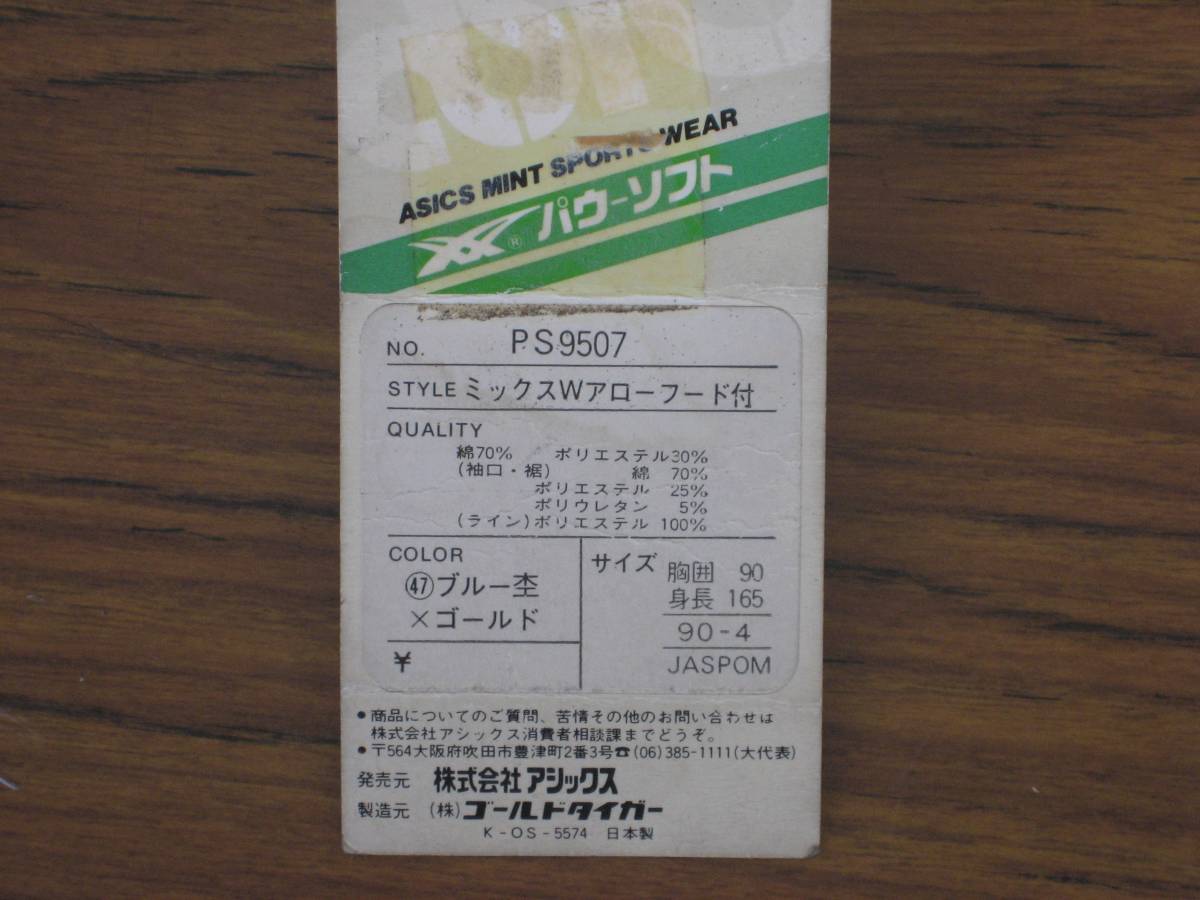 ASICS MINT SPORTS WEAR
® パウーソフト
NO. PS9507
STYLE ミックスWアローフード付
QUALITY
綿70% ポリエステル30%
(袖口・裾) 綿 70%
ポリエステル 25%
ポリウレタン 5%
(ライン)ポリエステル 100%
COLOR
㊼ブルー杢
×ゴールド
¥
サイズ 胸囲 90
身長 165
90-4
JASPOM
●商品についてのご質問、苦情その他のお問い合わせは
株式会社アシックス消費者相談課までどうぞ。
●〒564大阪府吹田市豊津町2番3号☎(06)385-1111(大代表)
発売元 株式会社アシックス
製造元 (株)ゴールドタイガー
K-OS-5574 日本製